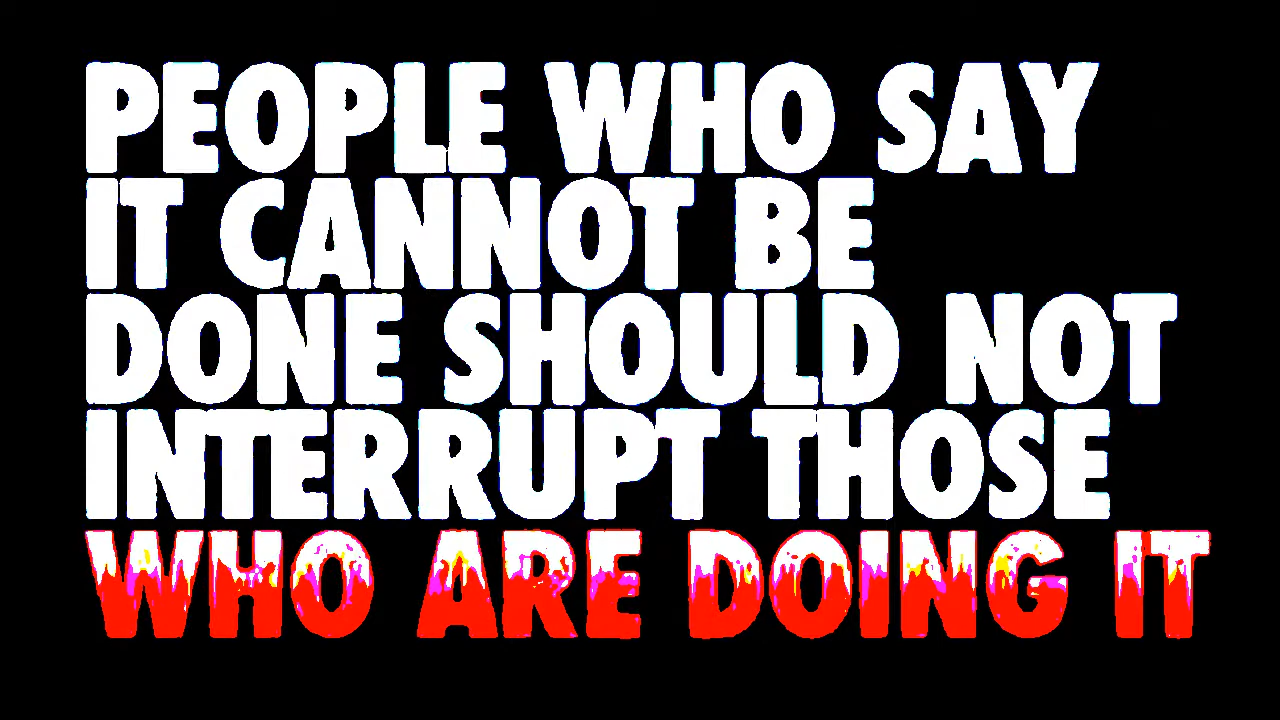 PEOPLE WHO SAY
IT CANNOT BE
DONE SHOULD NOT
INTERRUPT THOSE
WHO ARE DOING IT